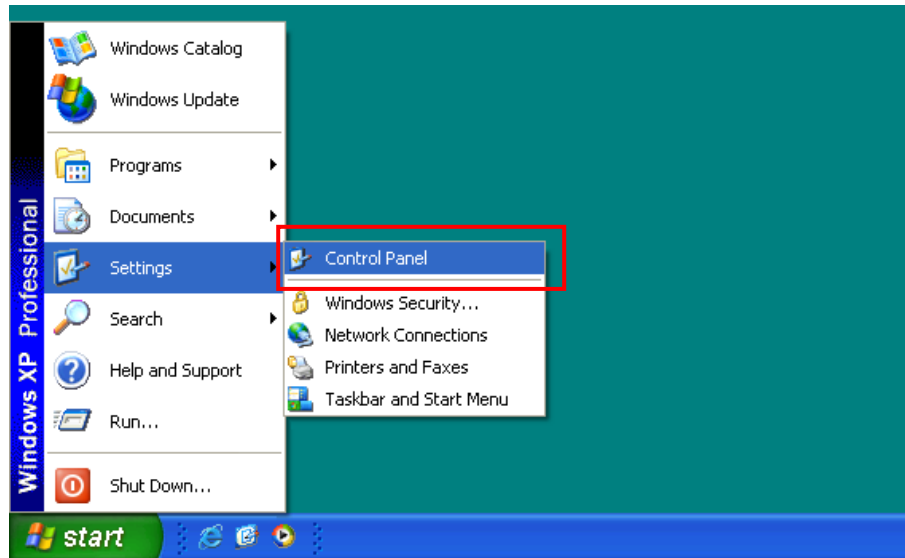 Windows Catalog
Windows Update
Programs
Documents
Settings
Search
Help and Support
Run...
Shut Down...
Windows XP Professional
Control Panel
Windows Security...
Network Connections
Printers and Faxes
Taskbar and Start Menu
start